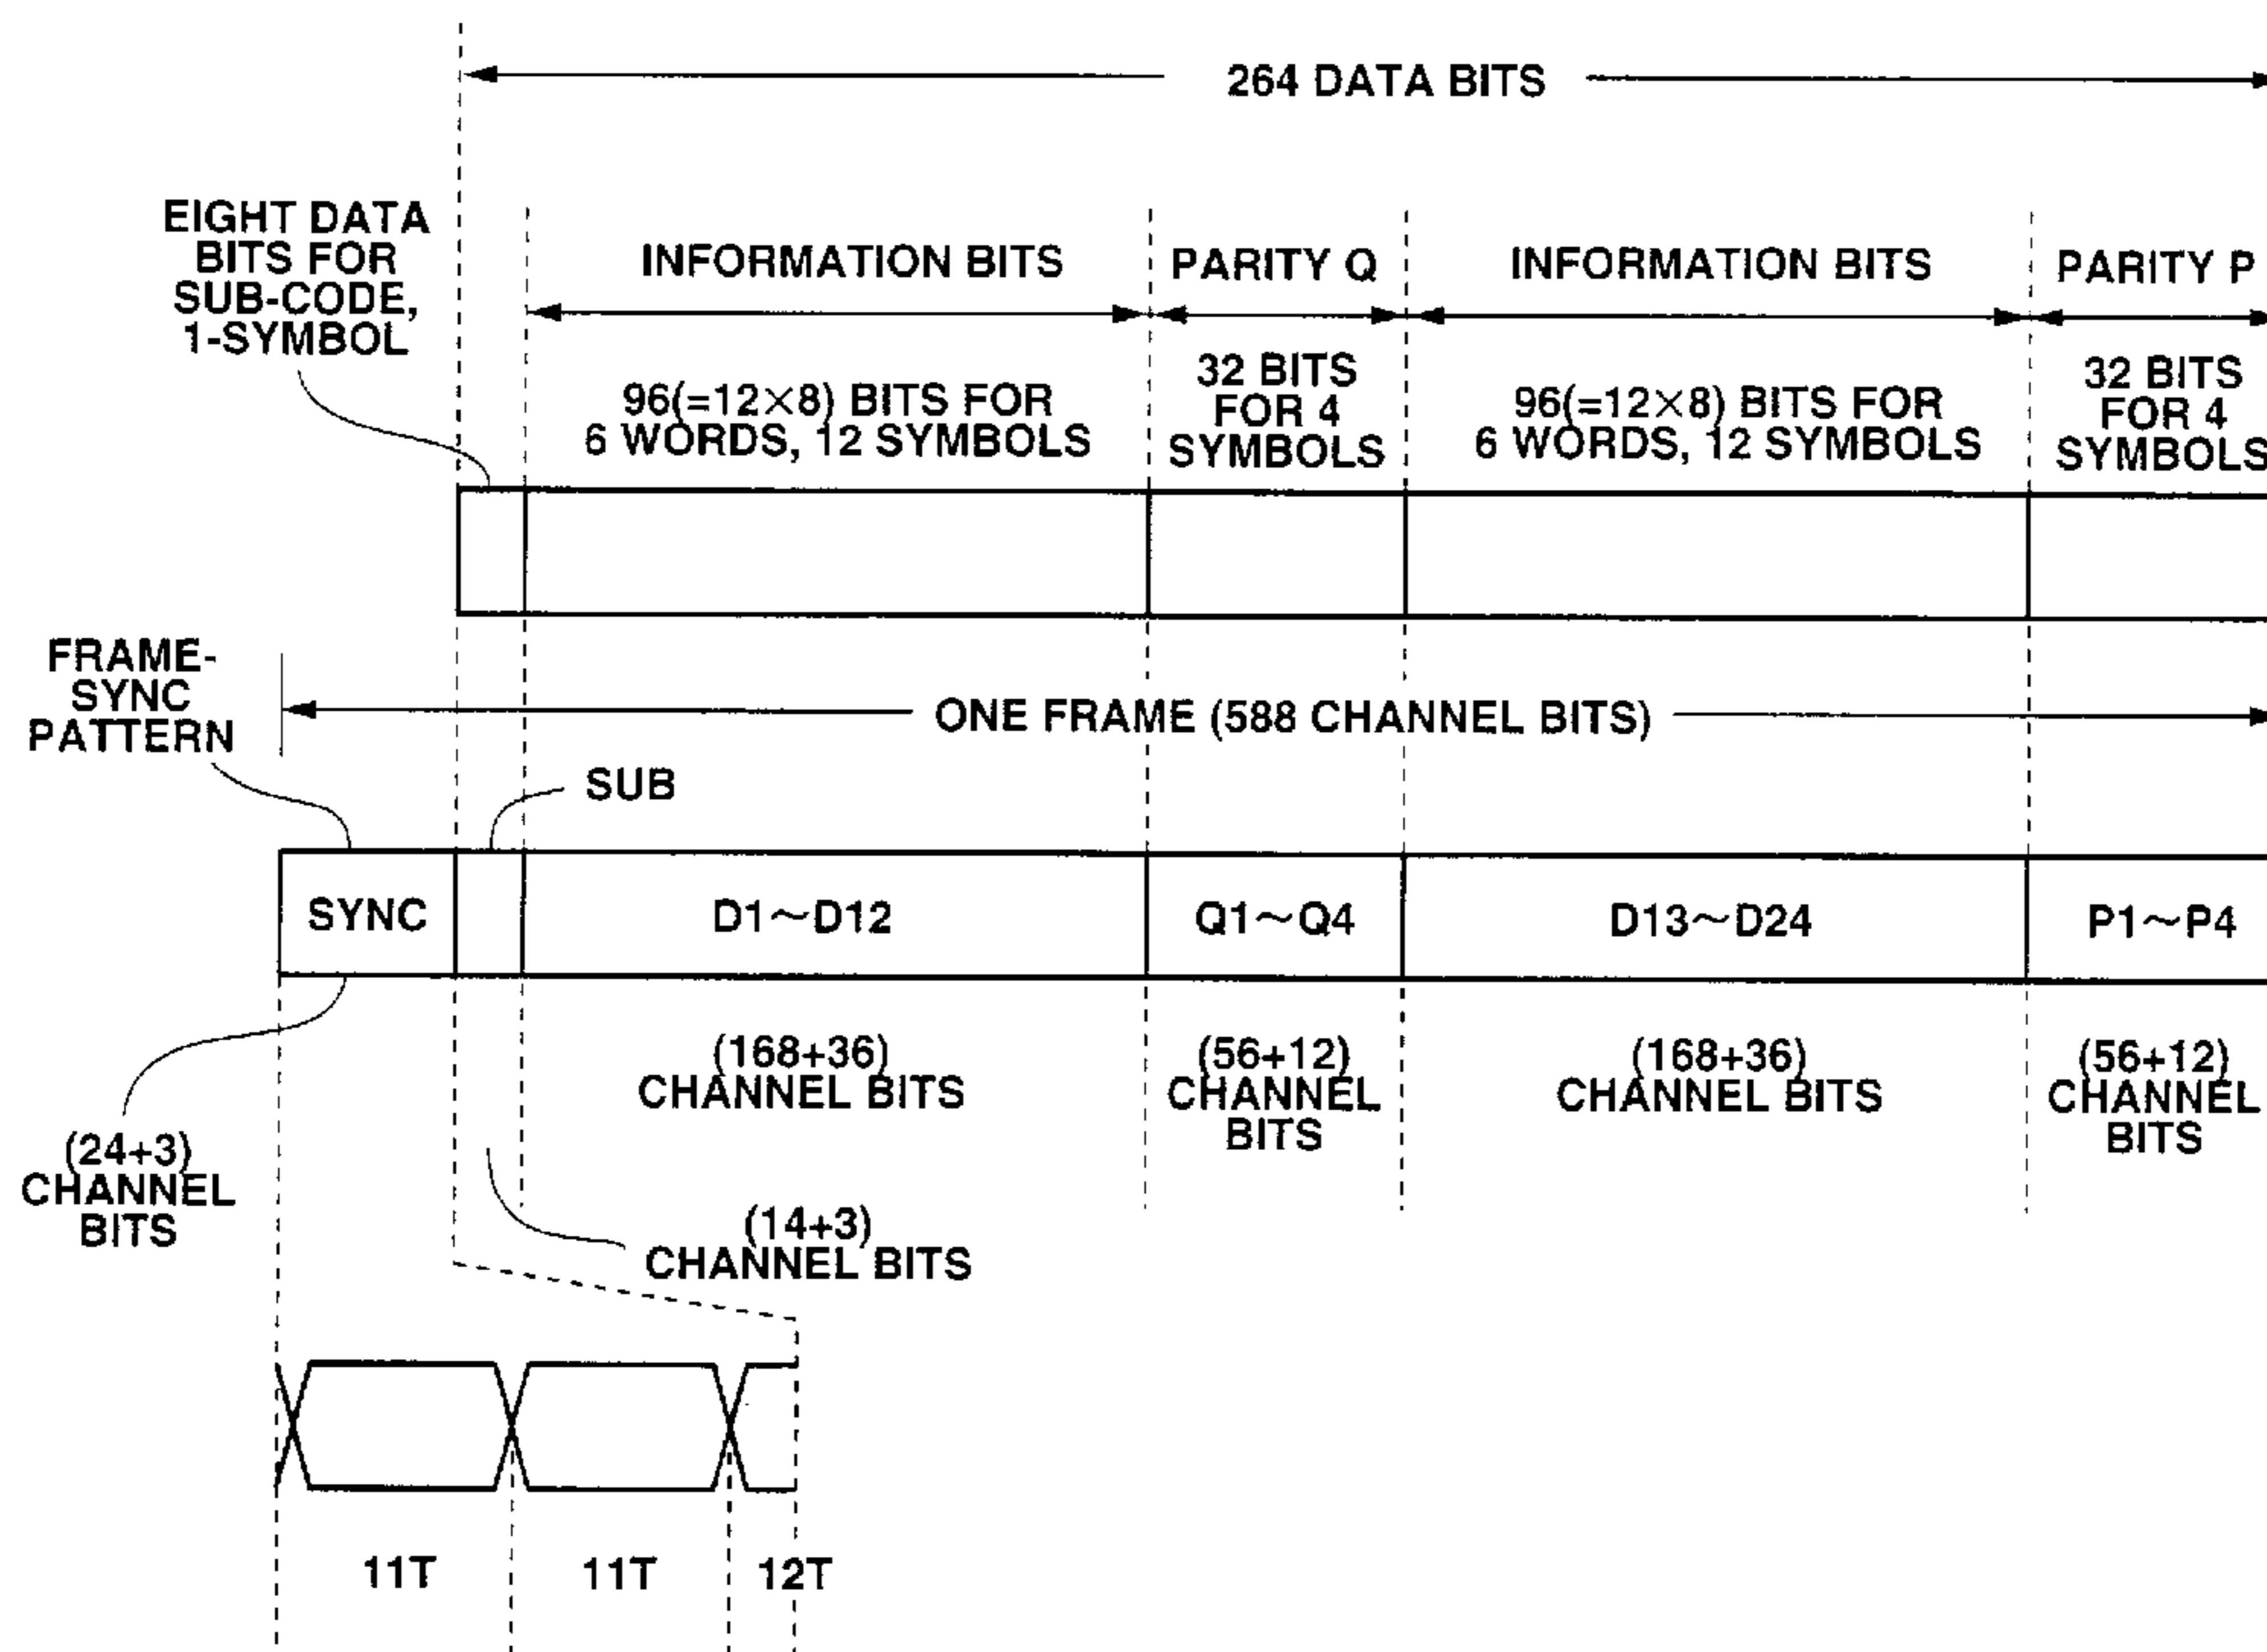 264 DATA BITS
EIGHT DATA
BITS FOR
SUB-CODE,
1-SYMBOL
INFORMATION BITS
PARITY Q
INFORMATION BITS
PARITY P
96(=12×8) BITS FOR
6 WORDS, 12 SYMBOLS
32 BITS
FOR 4
SYMBOLS
96(=12×8) BITS FOR
6 WORDS, 12 SYMBOLS
32 BITS
FOR 4
SYMBOLS
FRAME-
SYNC
PATTERN
ONE FRAME (588 CHANNEL BITS)
SUB
SYNC
D1～D12
Q1～Q4
D13～D24
P1～P4
(168+36)
CHANNEL BITS
(56+12)
CHANNEL
BITS
(168+36)
CHANNEL BITS
(56+12)
CHANNEL
BITS
(24+3)
CHANNEL
BITS
(14+3)
CHANNEL BITS
11T
11T
12T